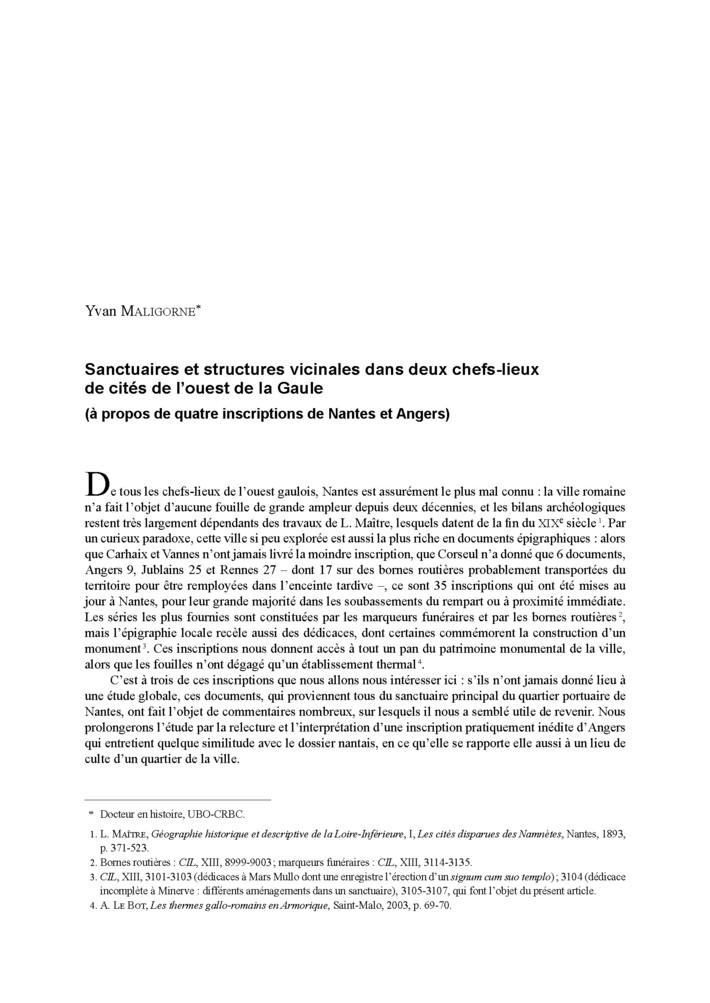 Yvan MALIGORNE*
Sanctuaires et structures vicinales dans deux chefs-lieux
de cités de l’ouest de la Gaule
(à propos de quatre inscriptions de Nantes et Angers)
De tous les chefs-lieux de l’ouest gaulois, Nantes est assurément le plus mal connu : la ville romaine
n’a fait l’objet d’aucune fouille de grande ampleur depuis deux décennies, et les bilans archéologiques
restent très largement dépendants des travaux de L. Maître, lesquels datent de la fin du XIXe siècle 1. Par
un curieux paradoxe, cette ville si peu explorée est aussi la plus riche en documents épigraphiques : alors
que Carhaix et Vannes n’ont jamais livré la moindre inscription, que Corseul n’a donné que 6 documents,
Angers 9, Jublains 25 et Rennes 27 – dont 17 sur des bornes routières probablement transportées du
territoire pour être remployées dans l’enceinte tardive –, ce sont 35 inscriptions qui ont été mises au
jour à Nantes, pour leur grande majorité dans les soubassements du rempart ou à proximité immédiate.
Les séries les plus fournies sont constituées par les marqueurs funéraires et par les bornes routières 2,
mais l’épigraphie locale recèle aussi des dédicaces, dont certaines commémorent la construction d’un
monument 3. Ces inscriptions nous donnent accès à tout un pan du patrimoine monumental de la ville,
alors que les fouilles n’ont dégagé qu’un établissement thermal 4.
C’est à trois de ces inscriptions que nous allons nous intéresser ici : s’ils n’ont jamais donné lieu à
une étude globale, ces documents, qui proviennent tous du sanctuaire principal du quartier portuaire de
Nantes, ont fait l’objet de commentaires nombreux, sur lesquels il nous a semblé utile de revenir. Nous
prolongerons l’étude par la relecture et l’interprétation d’une inscription pratiquement inédite d’Angers
qui entretient quelque similitude avec le dossier nantais, en ce qu’elle se rapporte elle aussi à un lieu de
culte d’un quartier de la ville.
* Docteur en histoire, UBO-CRBC.
1. L. MAÎTRE, Géographie historique et descriptive de la Loire-Inférieure, I, Les cités disparues des Namnètes, Nantes, 1893,
p. 371-523.
2. Bornes routières : CIL, XIII, 8999-9003 ; marqueurs funéraires : CIL, XIII, 3114-3135.
3. CIL, XIII, 3101-3103 (dédicaces à Mars Mullo dont une enregistre l’érection d’un signum cum suo templo) ; 3104 (dédicace
incomplète à Minerve : différents aménagements dans un sanctuaire), 3105-3107, qui font l’objet du présent article.
4. A. LE BOT, Les thermes gallo-romains en Armorique, Saint-Malo, 2003, p. 69-70.